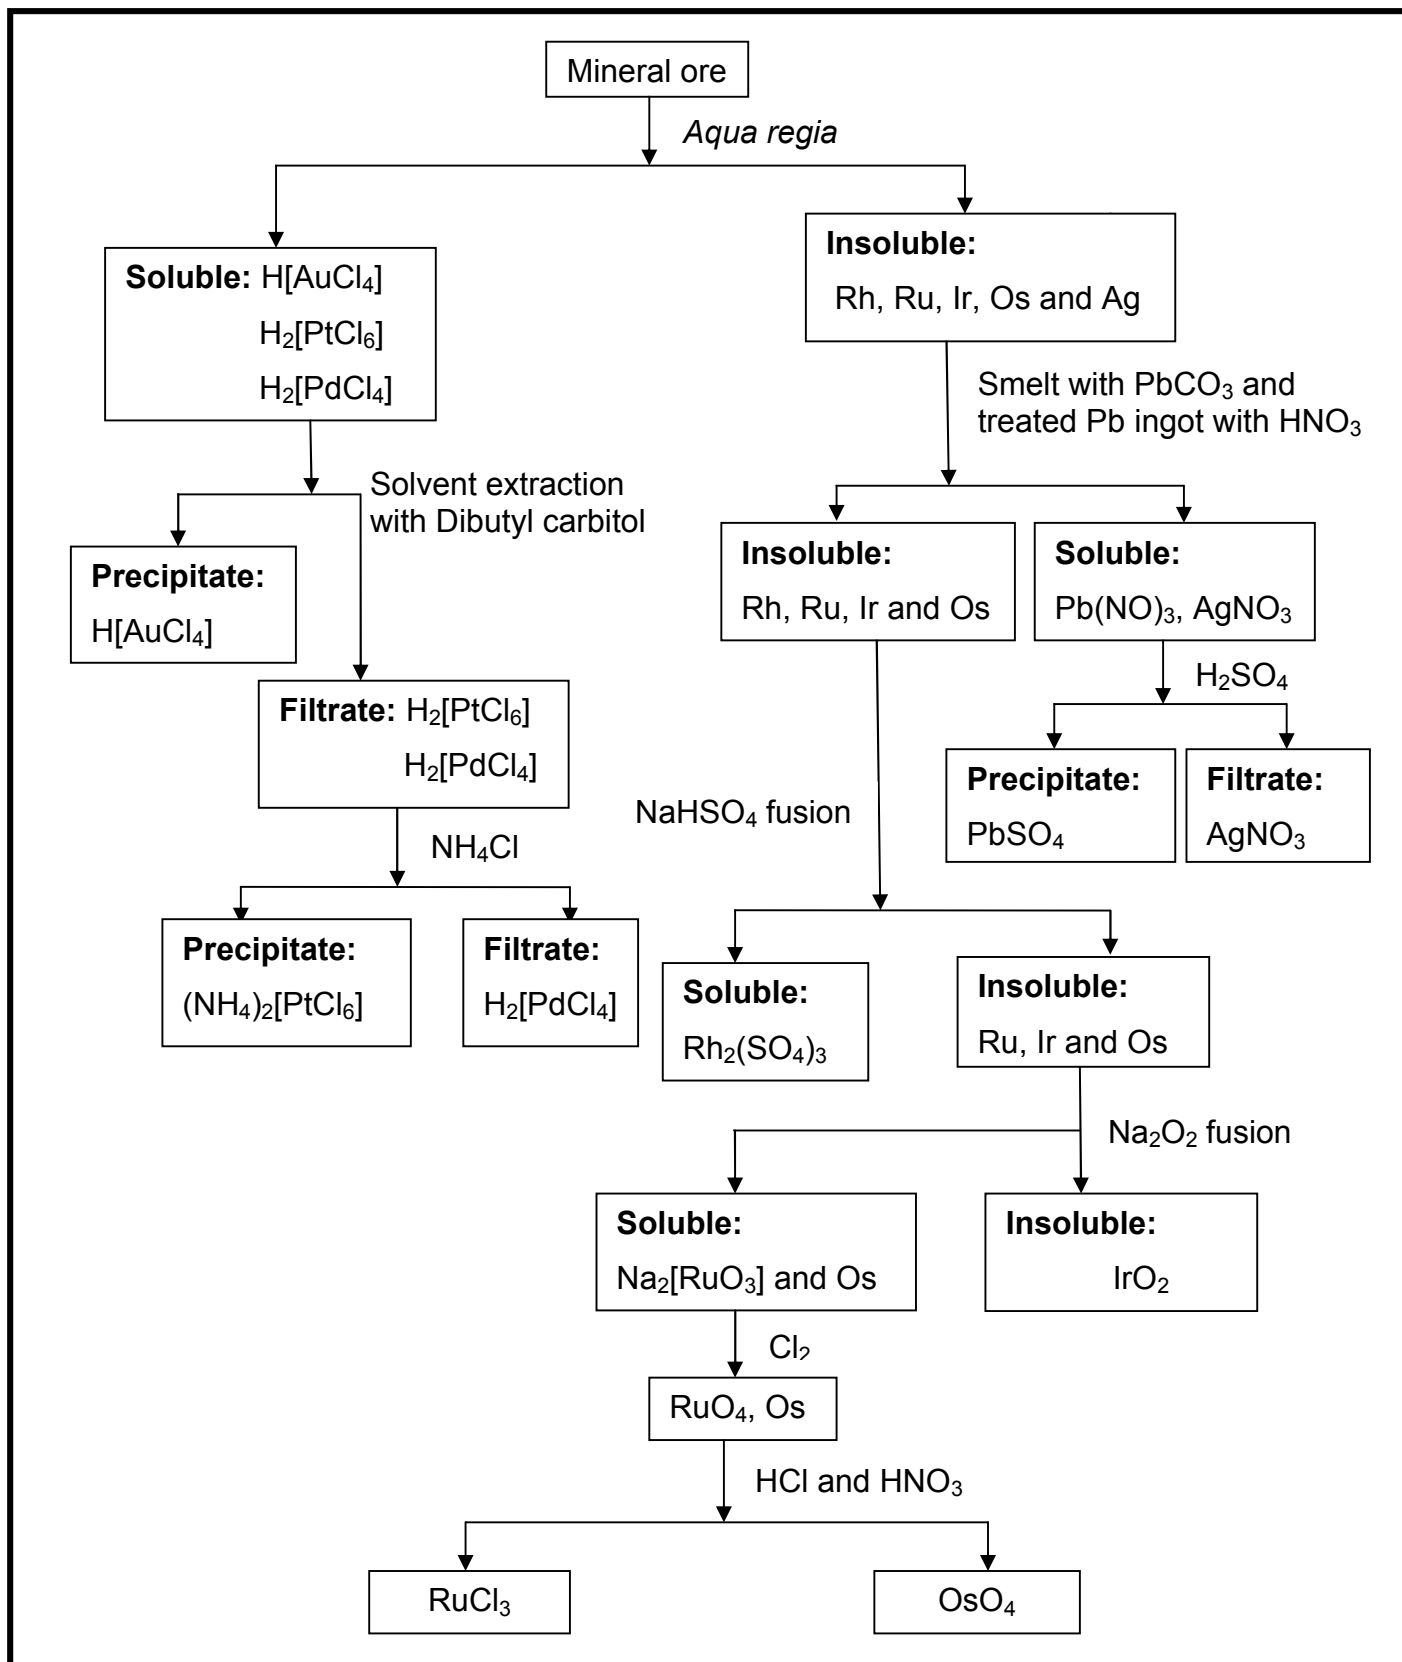 Mineral ore
Aqua regia
Soluble: H[AuCl₄]
H₂[PtCl₆]
H₂[PdCl₄]
Insoluble:
Rh, Ru, Ir, Os and Ag
Smelt with PbCO₃ and
treated Pb ingot with HNO₃
Solvent extraction
with Dibutyl carbitol
Precipitate:
H[AuCl₄]
Insoluble:
Rh, Ru, Ir and Os
Soluble:
Pb(NO)₃, AgNO₃
H₂SO₄
Filtrate: H₂[PtCl₆]
H₂[PdCl₄]
Precipitate:
PbSO₄
Filtrate:
AgNO₃
NaHSO₄ fusion
NH₄Cl
Precipitate:
(NH₄)₂[PtCl₆]
Filtrate:
H₂[PdCl₄]
Soluble:
Rh₂(SO₄)₃
Insoluble:
Ru, Ir and Os
Na₂O₂ fusion
Soluble:
Na₂[RuO₃] and Os
Insoluble:
IrO₂
Cl₂
RuO₄, Os
HCl and HNO₃
RuCl₃
OsO₄